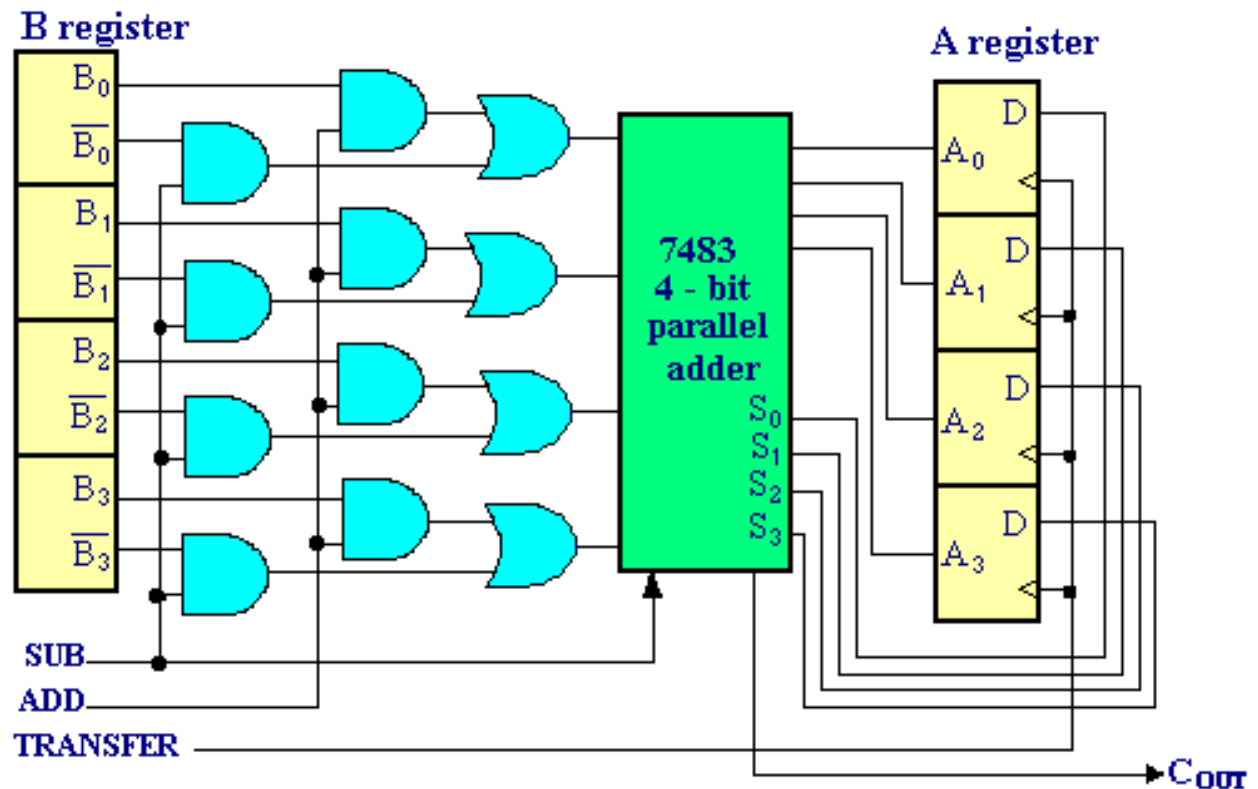 B register
A register
B₀
B̅₀
B₁
B̅₁
B₂
B̅₂
B₃
B̅₃
7483
4 - bit
parallel
adder
S₀
S₁
S₂
S₃
A₀
D
A₁
D
A₂
D
A₃
D
SUB
ADD
TRANSFER
C_OUT